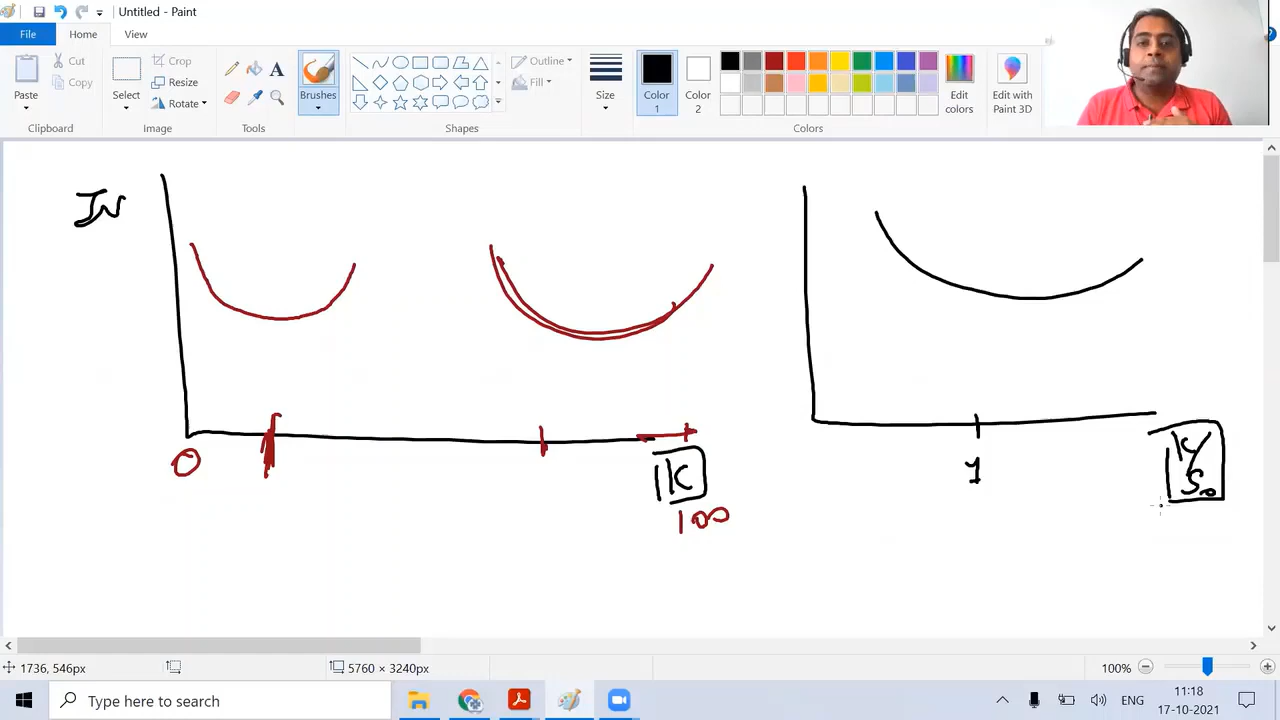 Untitled - Paint
File
Home
View
Paste
Cut
Copy
Clipboard
Select
Crop
Resize
Rotate
Image
Tools
Brushes
Shapes
Outline
Fill
Size
Color 1
Color 2
Colors
Edit colors
Edit with Paint 3D
IV
0
K
100
1
K/S₀
1736, 546px
5760 × 3240px
100%
Type here to search
ENG
11:18
17-10-2021